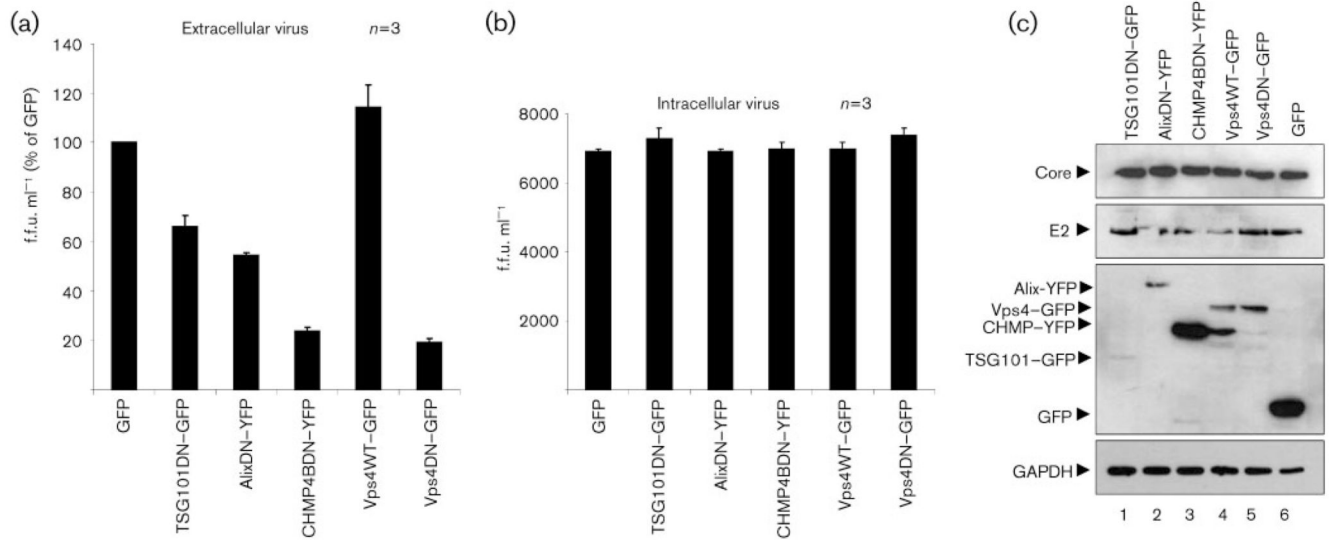 (a)
Extracellular virus n=3
f.f.u. ml⁻¹ (% of GFP)
140
120
100
80
60
40
20
GFP
TSG101DN–GFP
AlixDN–YFP
CHMP4BDN–YFP
Vps4WT–GFP
Vps4DN–GFP
(b)
Intracellular virus n=3
f.f.u. ml⁻¹
8000
6000
4000
2000
GFP
TSG101DN–GFP
AlixDN–YFP
CHMP4BDN–YFP
Vps4WT–GFP
Vps4DN–GFP
(c)
TSG101DN–GFP
AlixDN–YFP
CHMP4BDN–YFP
Vps4WT–GFP
Vps4DN–GFP
GFP
Core
E2
Alix-YFP
Vps4–GFP
CHMP–YFP
TSG101–GFP
GFP
GAPDH
1 2 3 4 5 6